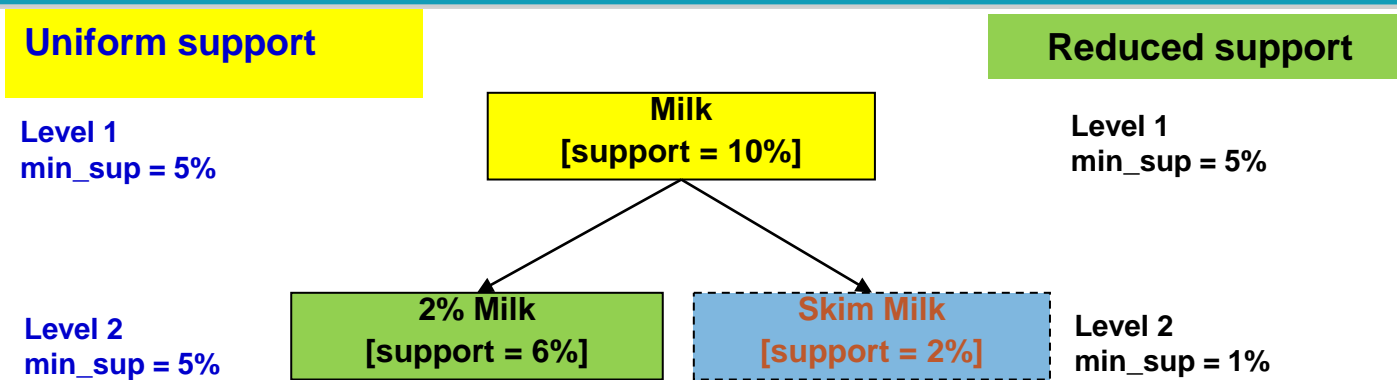 Uniform support
Reduced support
Milk
[support = 10%]
Level 1
min_sup = 5%
Level 1
min_sup = 5%
2% Milk
[support = 6%]
Skim Milk
[support = 2%]
Level 2
min_sup = 5%
Level 2
min_sup = 1%